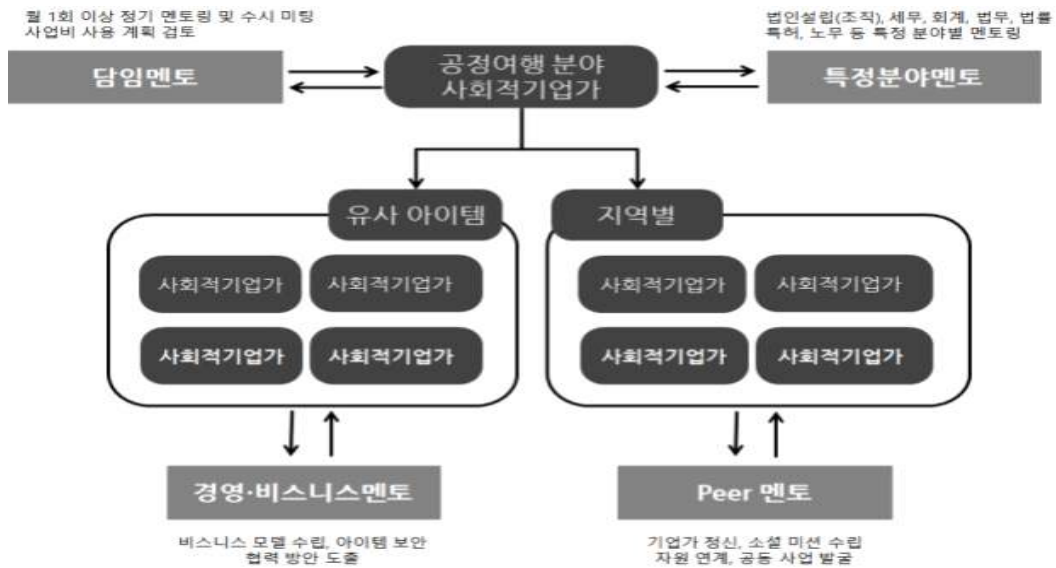 월 1회 이상 정기 멘토링 및 수시 미팅
사업비 사용 계획 검토
담임멘토
공정여행 분야
사회적기업가
법인설립(조직), 세무, 회계, 법무, 법률
특허, 노무 등 특정 분야별 멘토링
특정분야멘토
유사 아이템
사회적기업가
사회적기업가
사회적기업가
사회적기업가
지역별
사회적기업가
사회적기업가
사회적기업가
사회적기업가
경영·비스니스멘토
비즈니스 모델 수립, 아이템 보안
협력 방안 도출
Peer 멘토
기업가 정신, 소셜 미션 수립
자원 연계, 공동 사업 발굴